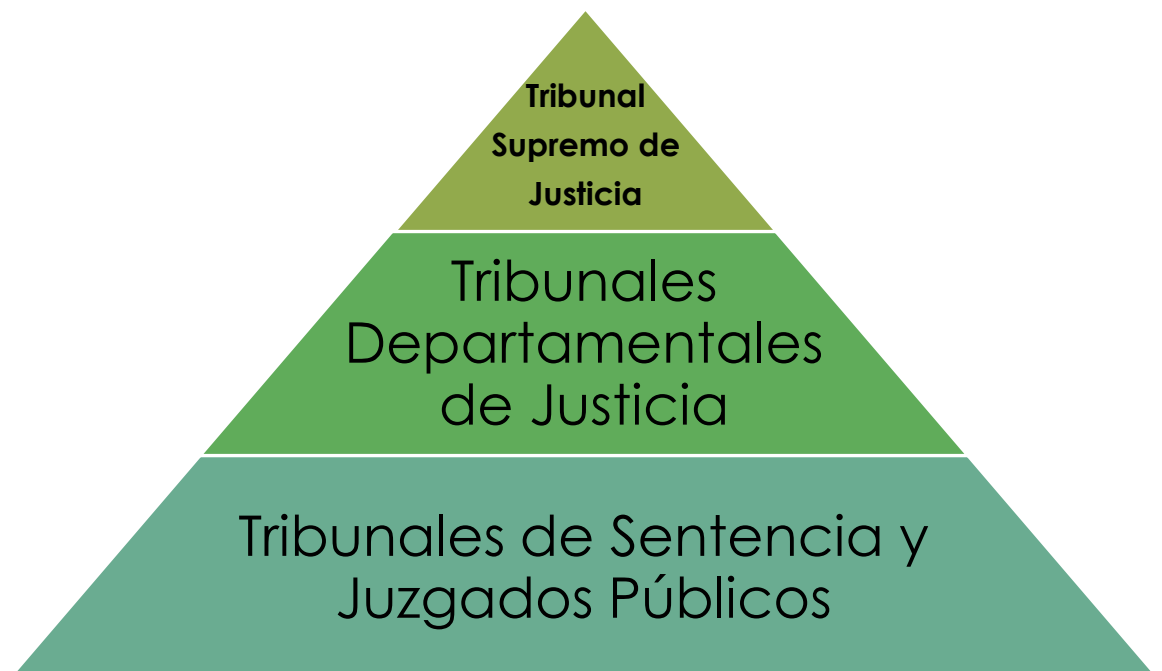 Tribunal
Supremo de
Justicia
Tribunales
Departamentales
de Justicia
Tribunales de Sentencia y
Juzgados Públicos